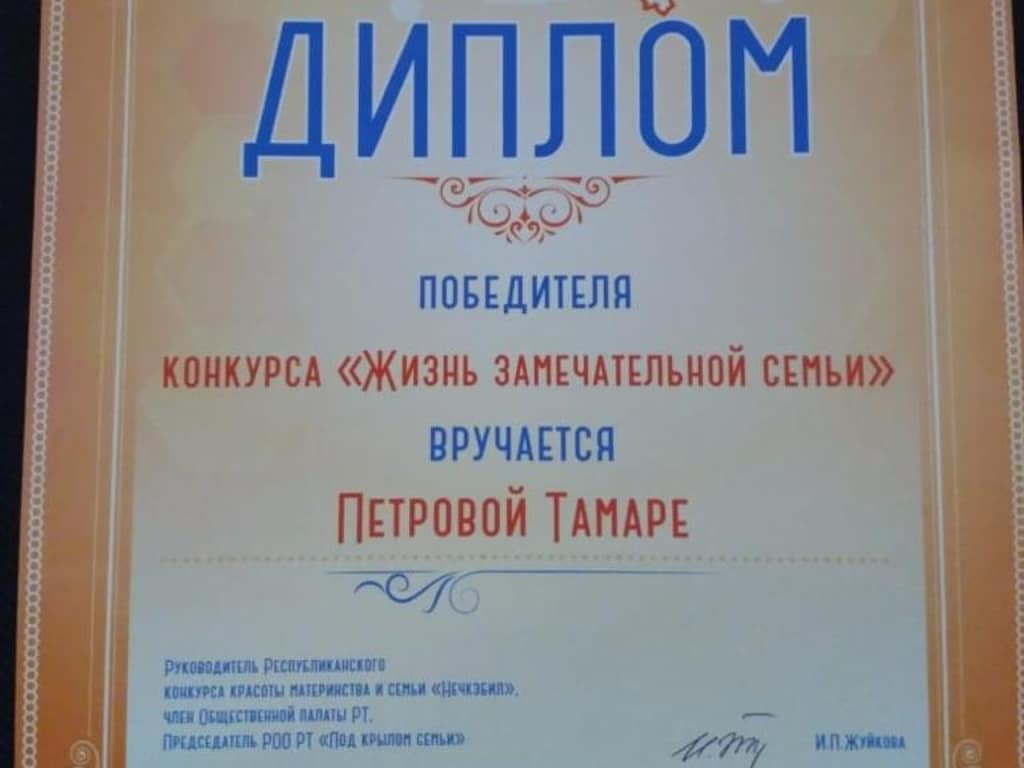 ДИПЛОМ
ПОБЕДИТЕЛЯ
КОНКУРСА «ЖИЗНЬ ЗАМЕЧАТЕЛЬНОЙ СЕМЬИ»
ВРУЧАЕТСЯ
ПЕТРОВОЙ ТАМАРЕ
РУКОВОДИТЕЛЬ РЕСПУБЛИКАНСКОГО
КОНКУРСА КРАСОТЫ МАТЕРИНСТВА И СЕМЬИ «НЕЧКЭБИЛ»,
ЧЛЕН ОБЩЕСТВЕННОЙ ПАЛАТЫ РТ,
ПРЕДСЕДАТЕЛЬ РОО РТ «ПОД КРЫЛОМ СЕМЬИ»
И.П.ЖУЙКОВА